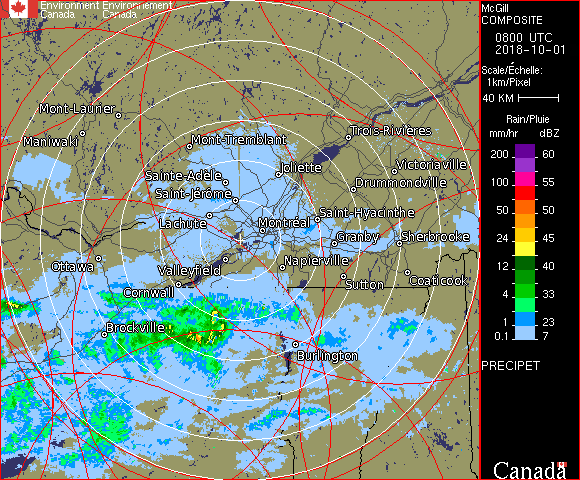 Environment Environnement
Canada Canada
McGill
COMPOSITE
0800 UTC
2018-10-01
Scale/Échelle:
1km/Pixel
40 KM
Rain/Pluie
mm/hr dBZ
200 60
100 55
50 50
24 45
12 40
4 33
1 23
0.1 7
PRECIPET
Canada
Mont-Laurier
Maniwaki
Mont-Tremblant
Trois-Rivières
Joliette
Victoriaville
Sainte-Adèle
Drummondville
Saint-Jérôme
Saint-Hyacinthe
Lachute
Montréal
Granby
Sherbrooke
Ottawa
Valleyfield
Napierville
Cornwall
Sutton
Coaticook
Brockville
Burlington